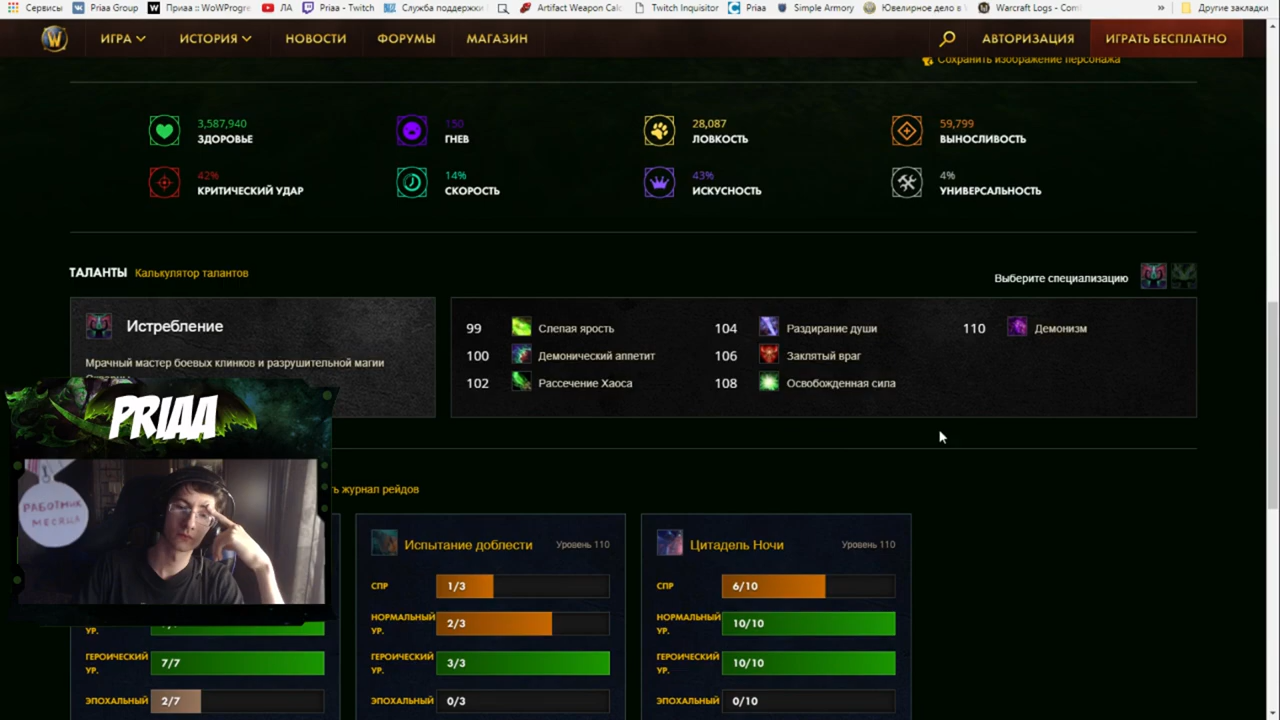 Сервисы Priaa Group Приаа :: WoWProgre ЛА Priaa - Twitch Служба поддержки Artifact Weapon Calc Twitch Inquisitor Priaa Simple Armory Ювелирное дело в Warcraft Logs - Com » Другие закладки
ИГРА ИСТОРИЯ НОВОСТИ ФОРУМЫ МАГАЗИН АВТОРИЗАЦИЯ ИГРАТЬ БЕСПЛАТНО
Сохранить изображение персонажа
3,587,940 150 28,087 59,799
ЗДОРОВЬЕ ГНЕВ ЛОВКОСТЬ ВЫНОСЛИВОСТЬ
42% 14% 43% 4%
КРИТИЧЕСКИЙ УДАР СКОРОСТЬ ИСКУСНОСТЬ УНИВЕРСАЛЬНОСТЬ
ТАЛАНТЫ Калькулятор талантов Выберите специализацию
Истребление
Мрачный мастер боевых клинков и разрушительной магии
99 Слепая ярость 104 Раздирание души 110 Демонизм
100 Демонический аппетит 106 Заклятый враг
102 Рассечение Хаоса 108 Освобожденная сила
PRIAA
РАБОТНИК
МЕСЯЦА
ь журнал рейдов
Испытание доблести Уровень 110 Цитадель Ночи Уровень 110
СПР 1/3 СПР 6/10
УР.
НОРМАЛЬНЫЙ УР. 2/3 НОРМАЛЬНЫЙ УР. 10/10
ГЕРОИЧЕСКИЙ УР. 7/7 ГЕРОИЧЕСКИЙ УР. 3/3 ГЕРОИЧЕСКИЙ УР. 10/10
ЭПОХАЛЬНЫЙ 2/7 ЭПОХАЛЬНЫЙ 0/3 ЭПОХАЛЬНЫЙ 0/10